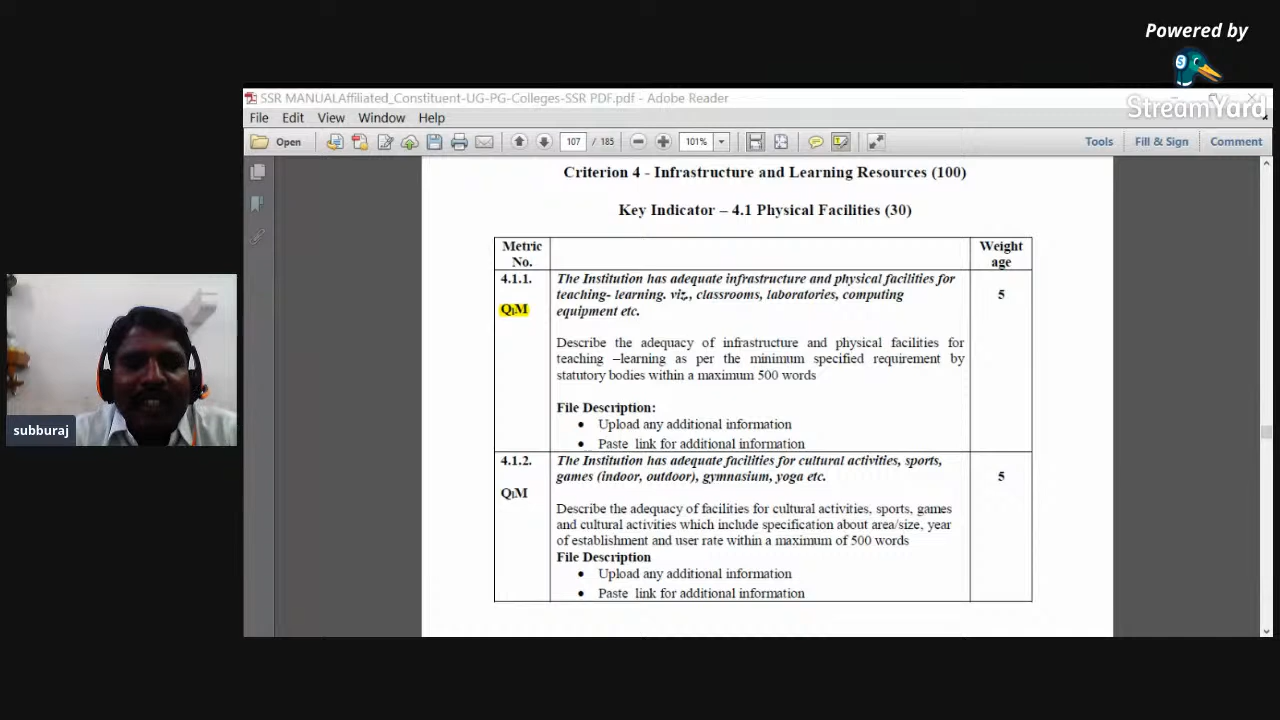 Powered by
StreamYard
SSR MANUALAffiliated_Constituent-UG-PG-Colleges-SSR PDF.pdf - Adobe Reader
File Edit View Window Help
Open 107 / 185 101% Tools Fill & Sign Comment
Criterion 4 - Infrastructure and Learning Resources (100)
Key Indicator – 4.1 Physical Facilities (30)
Metric No.
Weight age
4.1.1.
QlM
The Institution has adequate infrastructure and physical facilities for
teaching- learning. viz., classrooms, laboratories, computing
equipment etc.
5
Describe the adequacy of infrastructure and physical facilities for
teaching –learning as per the minimum specified requirement by
statutory bodies within a maximum 500 words
File Description:
• Upload any additional information
• Paste link for additional information
4.1.2.
QlM
The Institution has adequate facilities for cultural activities, sports,
games (indoor, outdoor), gymnasium, yoga etc.
5
Describe the adequacy of facilities for cultural activities, sports, games
and cultural activities which include specification about area/size, year
of establishment and user rate within a maximum of 500 words
File Description
• Upload any additional information
• Paste link for additional information
subburaj